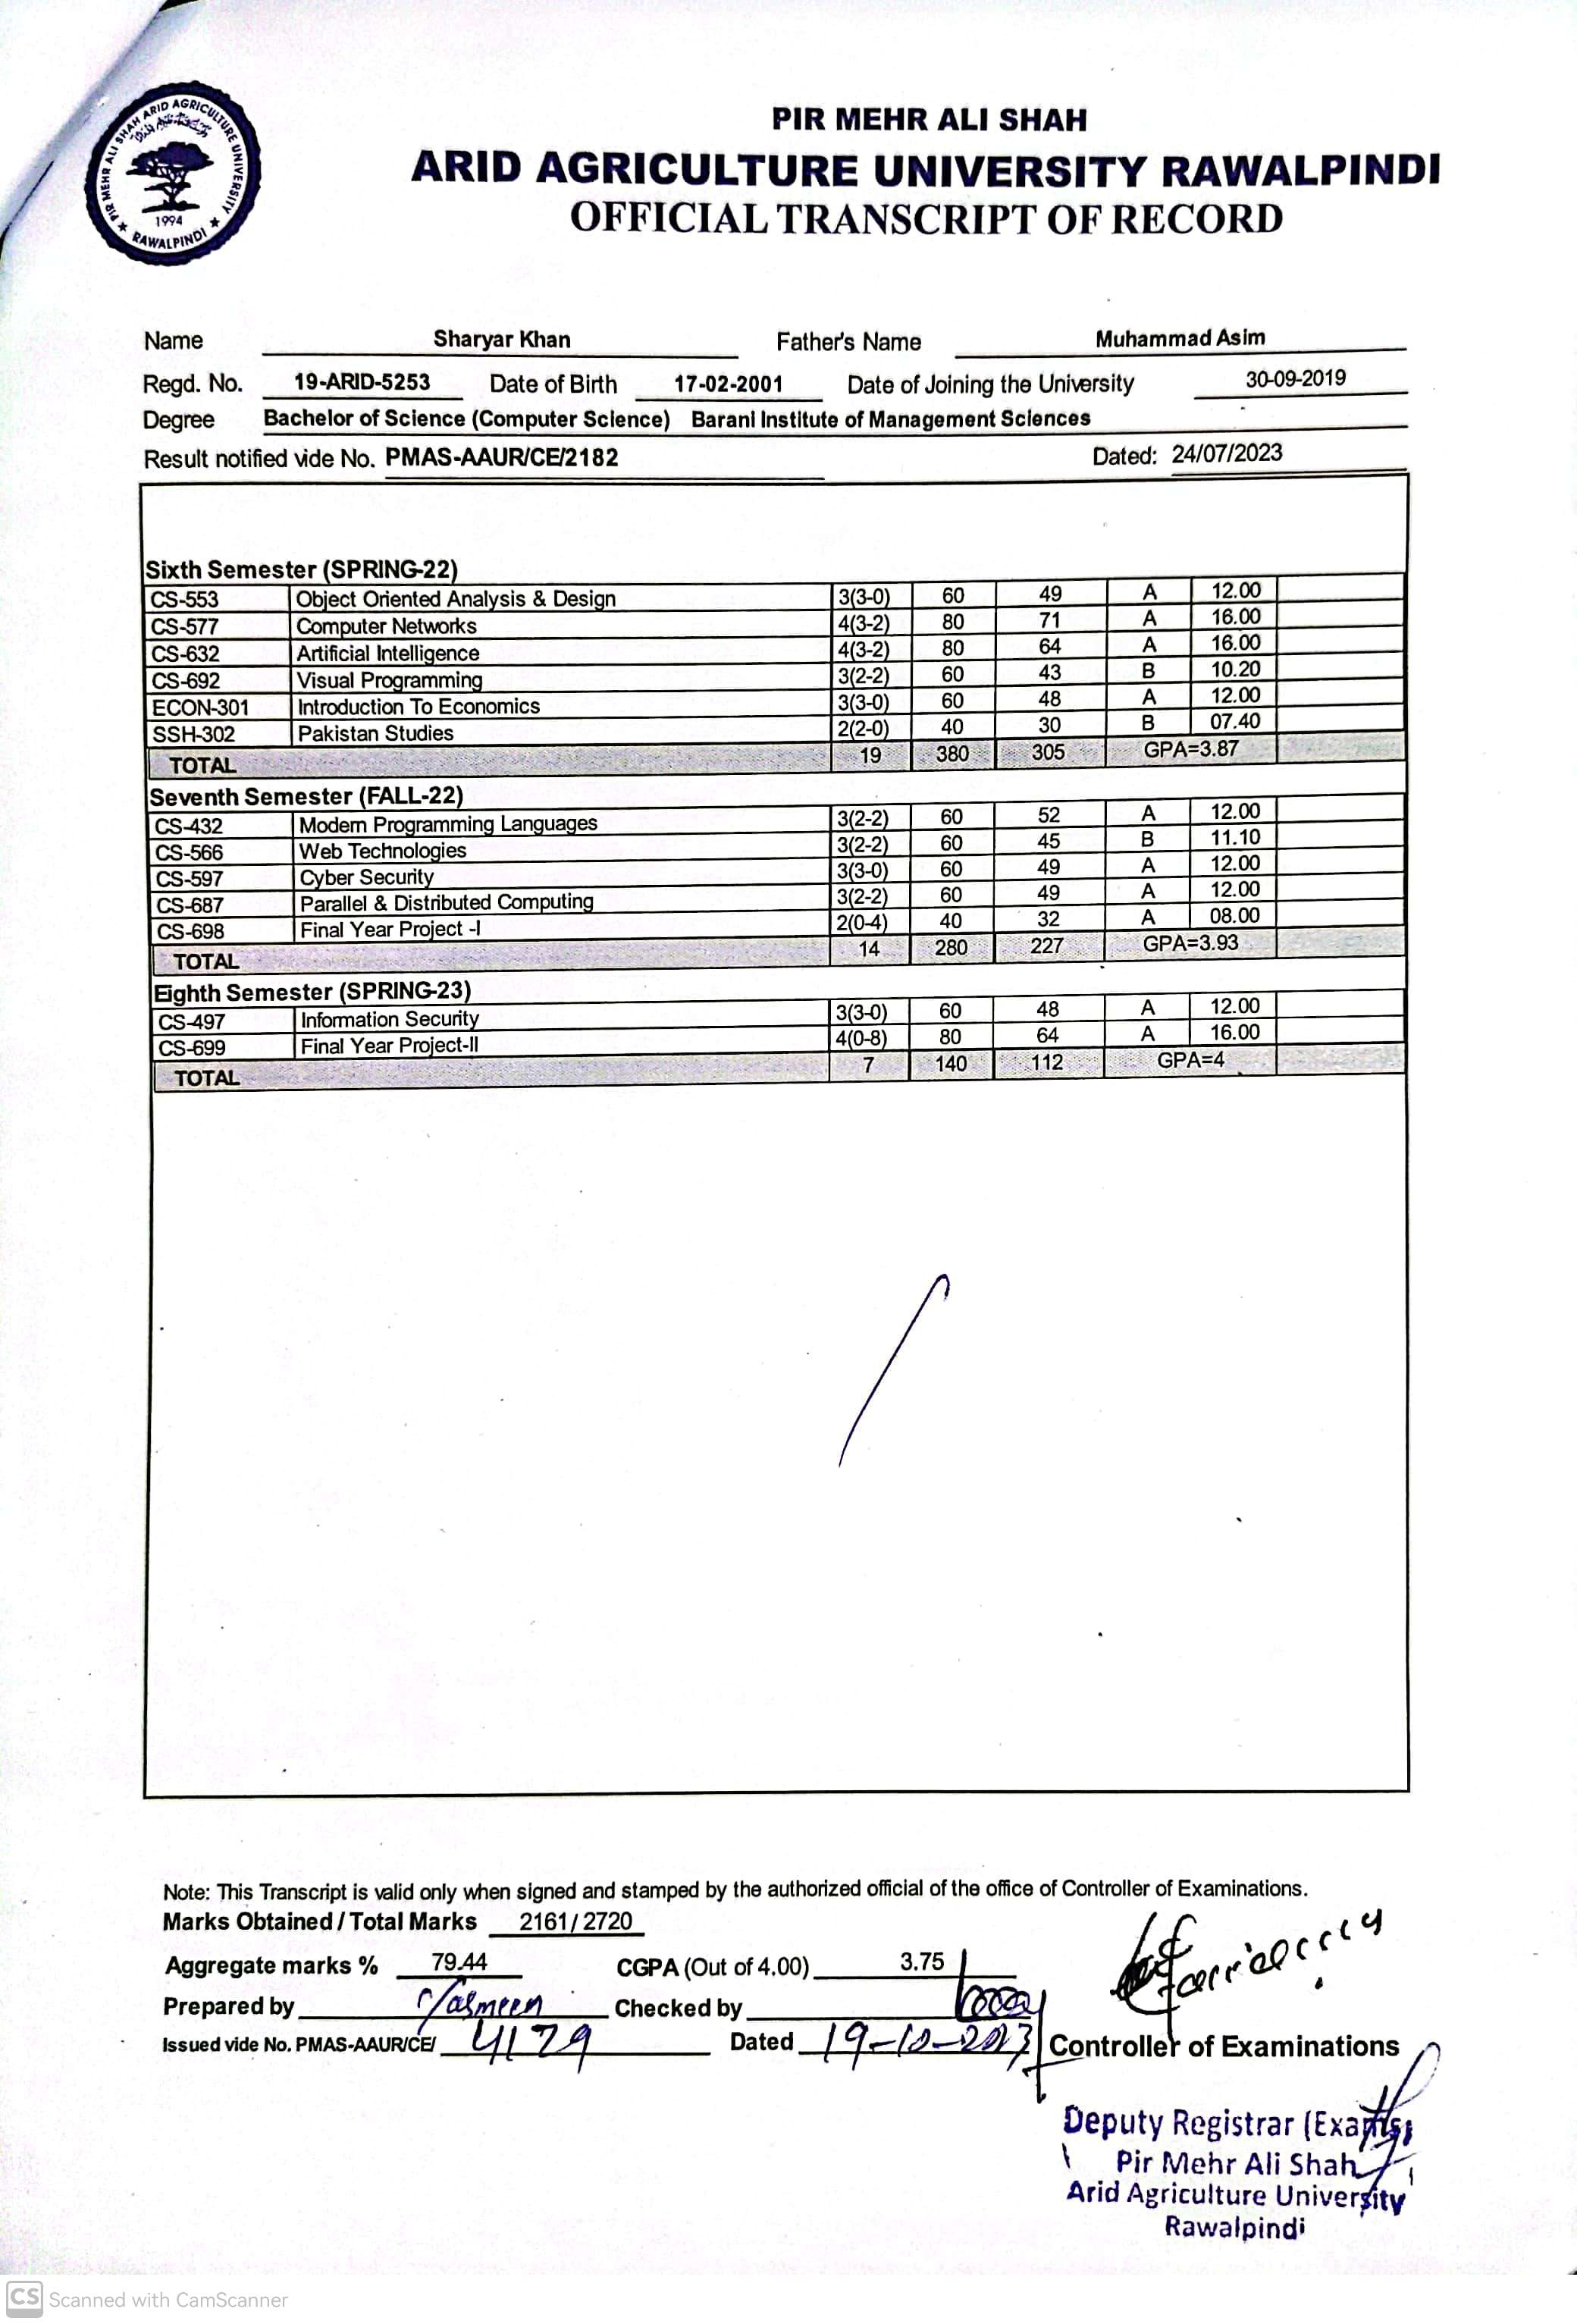 PIR MEHR ALI SHAH ARID AGRICULTURE UNIVERSITY
1994
★ RAWALPINDI ★
PIR MEHR ALI SHAH
ARID AGRICULTURE UNIVERSITY RAWALPINDI
OFFICIAL TRANSCRIPT OF RECORD
Name Sharyar Khan Father's Name Muhammad Asim
Regd. No. 19-ARID-5253 Date of Birth 17-02-2001 Date of Joining the University 30-09-2019
Degree Bachelor of Science (Computer Science) Barani Institute of Management Sciences
Result notified vide No. PMAS-AAUR/CE/2182 Dated: 24/07/2023
Sixth Semester (SPRING-22)
CS-553 Object Oriented Analysis & Design 3(3-0) 60 49 A 12.00
CS-577 Computer Networks 4(3-2) 80 71 A 16.00
CS-632 Artificial Intelligence 4(3-2) 80 64 A 16.00
CS-692 Visual Programming 3(2-2) 60 43 B 10.20
ECON-301 Introduction To Economics 3(3-0) 60 48 A 12.00
SSH-302 Pakistan Studies 2(2-0) 40 30 B 07.40
TOTAL 19 380 305 GPA=3.87
Seventh Semester (FALL-22)
CS-432 Modern Programming Languages 3(2-2) 60 52 A 12.00
CS-566 Web Technologies 3(2-2) 60 45 B 11.10
CS-597 Cyber Security 3(3-0) 60 49 A 12.00
CS-687 Parallel & Distributed Computing 3(2-2) 60 49 A 12.00
CS-698 Final Year Project -I 2(0-4) 40 32 A 08.00
TOTAL 14 280 227 GPA=3.93
Eighth Semester (SPRING-23)
CS-497 Information Security 3(3-0) 60 48 A 12.00
CS-699 Final Year Project-II 4(0-8) 80 64 A 16.00
TOTAL 7 140 112 GPA=4
Note: This Transcript is valid only when signed and stamped by the authorized official of the office of Controller of Examinations.
Marks Obtained / Total Marks 2161/ 2720
Aggregate marks % 79.44 CGPA (Out of 4.00) 3.75
Prepared by Yasmeen Checked by
Issued vide No. PMAS-AAUR/CE/ 4179 Dated 19-10-2023 Controller of Examinations
Deputy Registrar (Exams)
Pir Mehr Ali Shah
Arid Agriculture University
Rawalpindi
CS Scanned with CamScanner